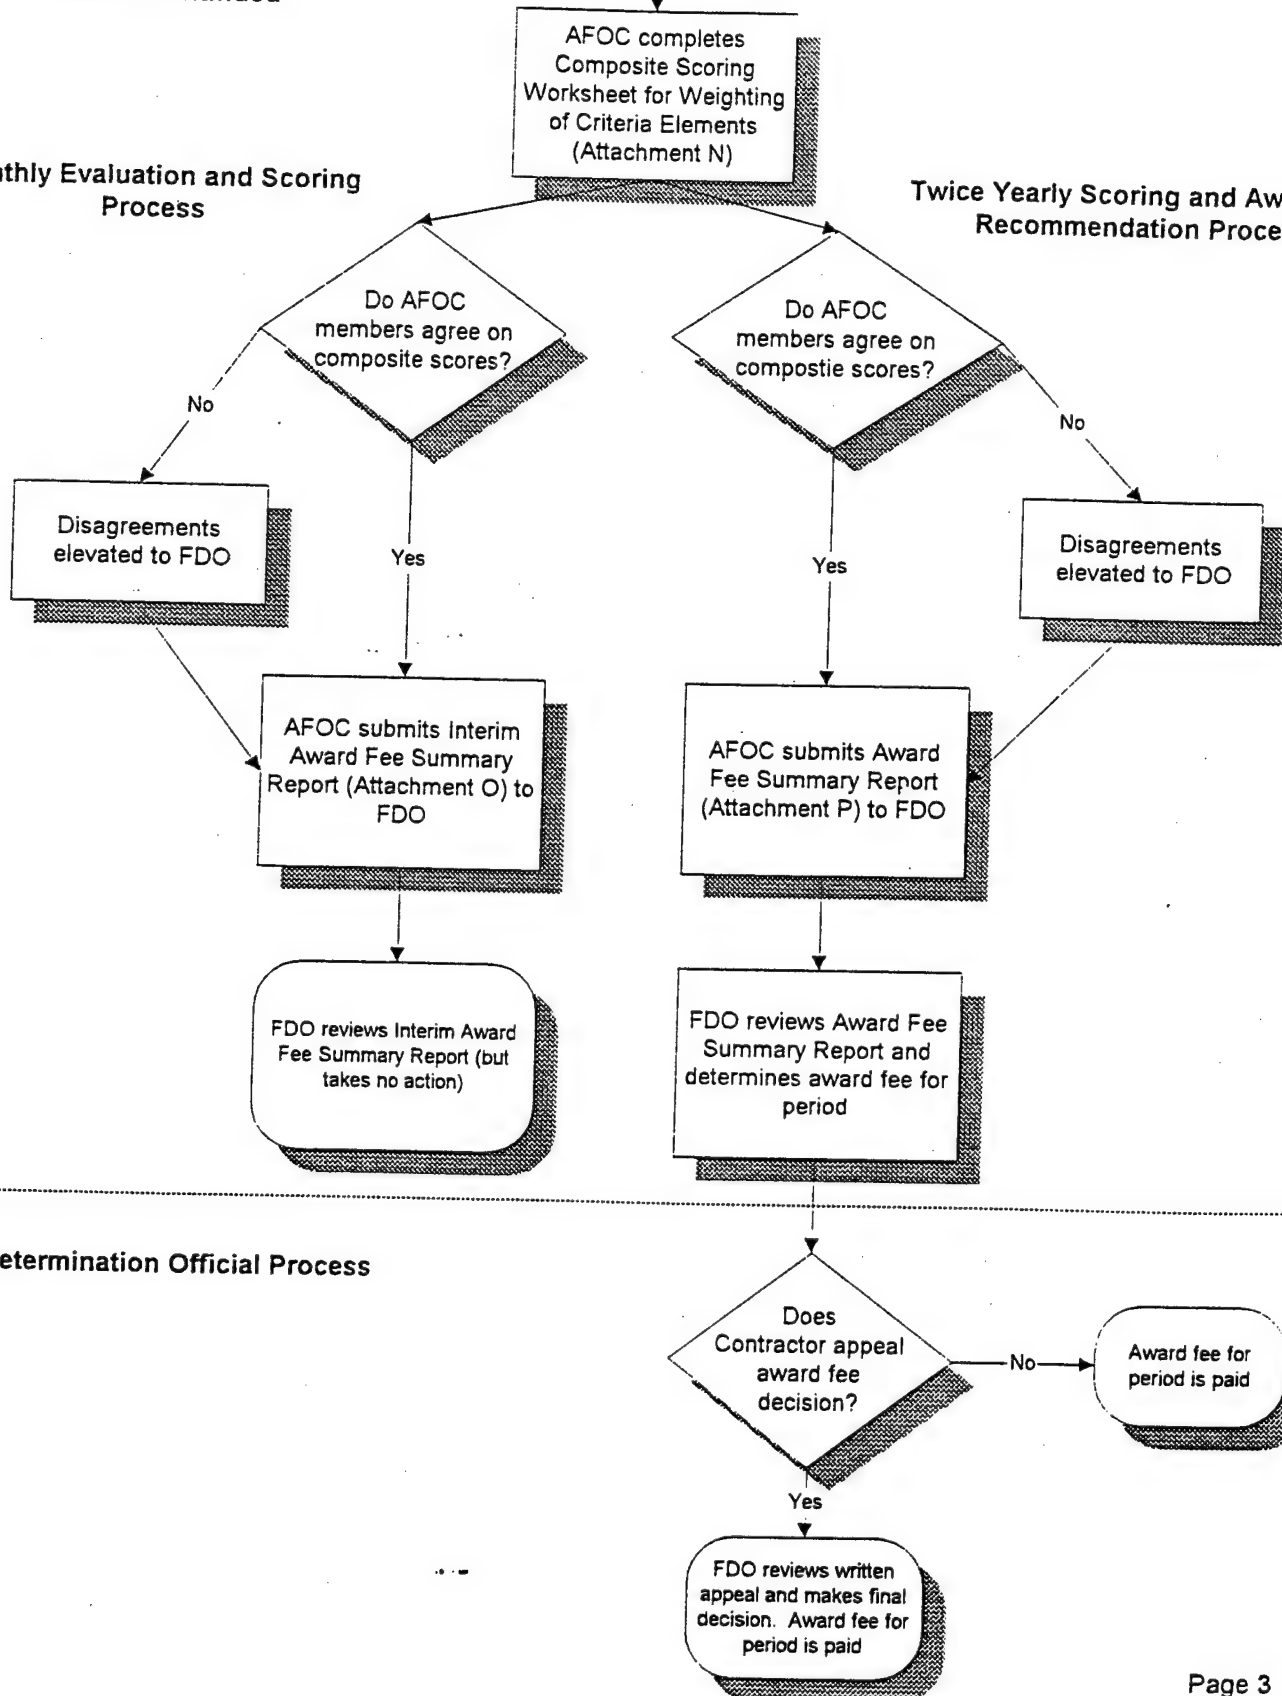 AFOC completes
Composite Scoring
Worksheet for Weighting
of Criteria Elements
(Attachment N)
Evaluation and Scoring
Process
Twice Yearly Scoring and
Recommendation
Do AFOC
members agree on
composite scores?
Do AFOC
members agree on
compostie scores?
No
No
Disagreements
elevated to FDO
Yes
Yes
Disagreements
elevated to FDO
AFOC submits Interim
Award Fee Summary
Report (Attachment O) to
FDO
AFOC submits Award
Fee Summary Report
(Attachment P) to FDO
FDO reviews Interim Award
Fee Summary Report (but
takes no action)
FDO reviews Award Fee
Summary Report and
determines award fee for
period
etermination Official Process
Does
Contractor appeal
award fee
decision?
No
Award fee for
period is paid
Yes
FDO reviews written
appeal and makes final
decision. Award fee for
period is paid
Page 3